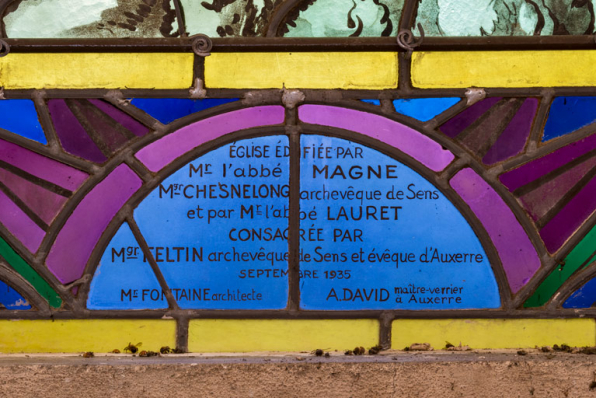 ÉGLISE ÉDIFIÉE PAR
Mr l'abbé MAGNE
Mgr CHESNELONG archevêque de Sens
et par Mr l'abbé LAURET
CONSACRÉE PAR
Mgr FELTIN archevêque de Sens et évêque d'Auxerre
SEPTEMBRE 1935
Mr FONTAINE architecte A.DAVID maître-verrier
à Auxerre